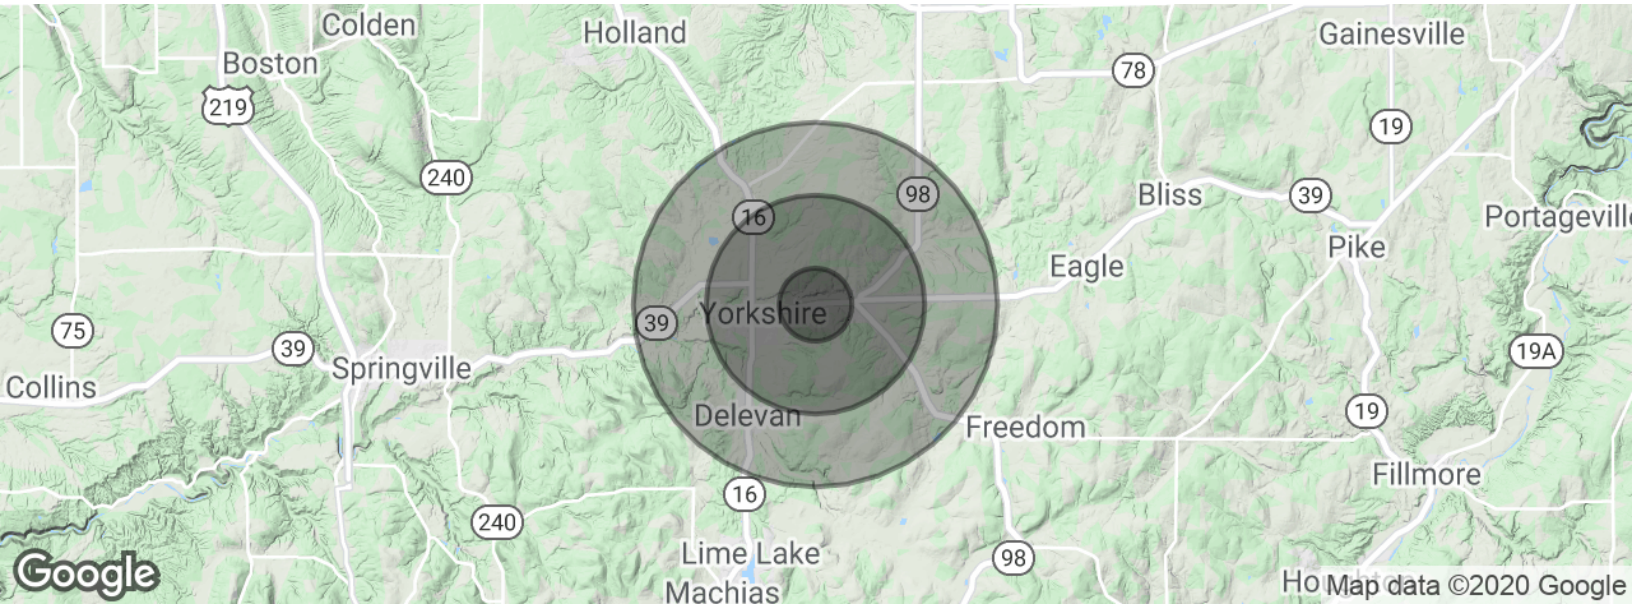 Colden
Holland
Gainesville
Boston
78
219
19
240
98
Bliss
39
16
Portageville
Pike
Eagle
Yorkshire
39
75
39
19A
Springville
Collins
Delevan
19
Freedom
Fillmore
16
240
Lime Lake
98
Google
Machias
Map data ©2020 Google